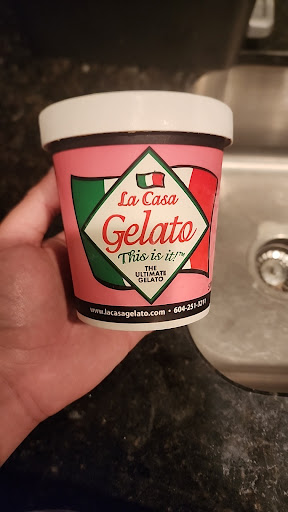 La Casa
Gelato
This is it!™
THE
ULTIMATE
GELATO
www.lacasagelato.com • 604-251-3211